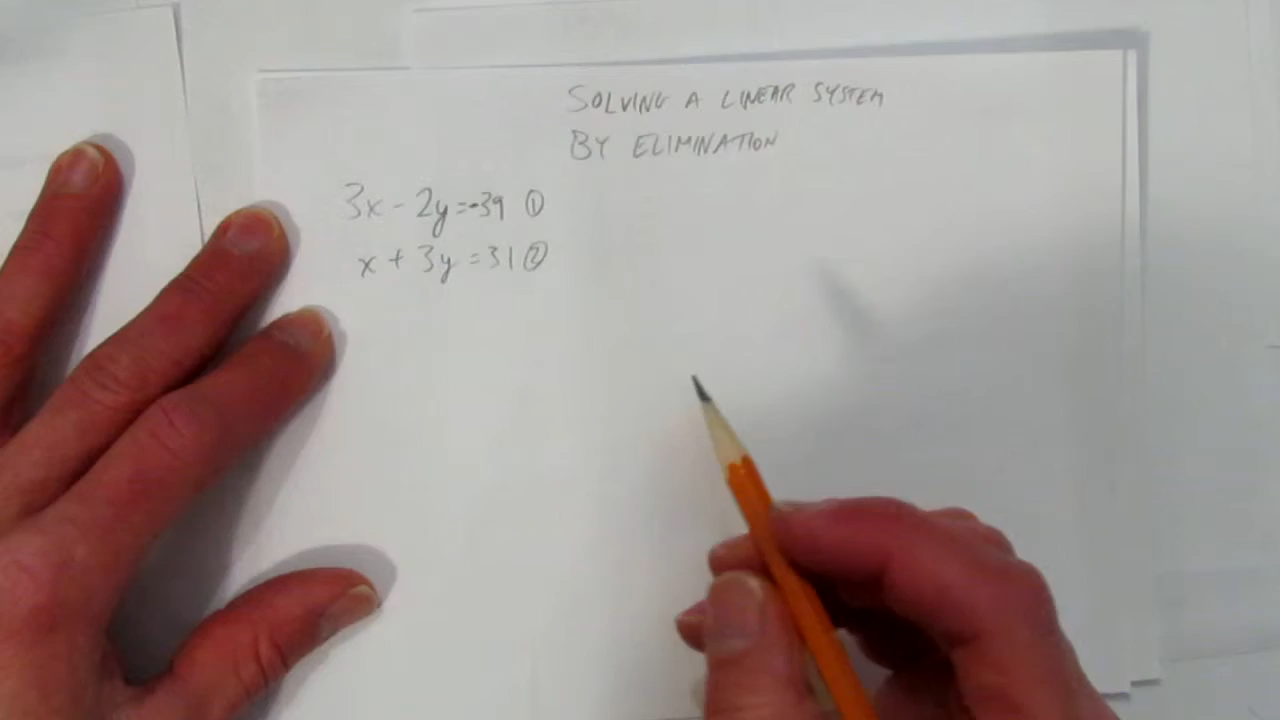 SOLVING A LINEAR SYSTEM
BY ELIMINATION
3x - 2y = -39 ①
x + 3y = 31 ②